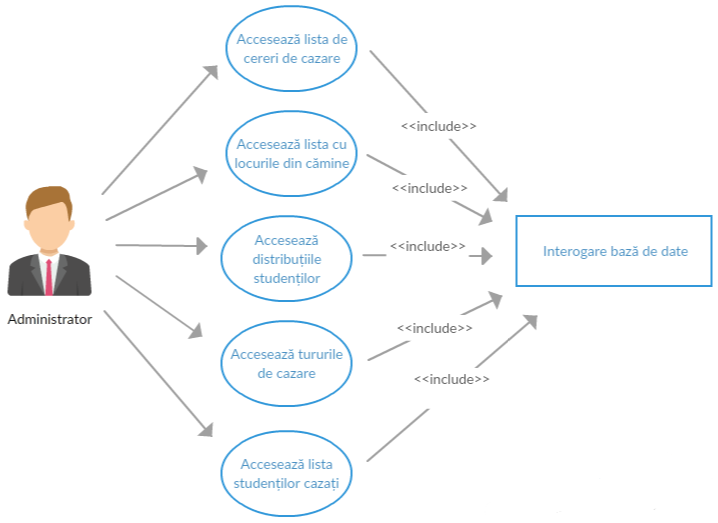 Accesează lista de
cereri de cazare
<<include>>
Accesează lista cu
locurile din cămine
<<include>>
Accesează
distribuțiile
studenților
<<include>>
Interogare bază de date
Administrator
<<include>>
Accesează tururile
de cazare
<<include>>
Accesează lista
studenților cazați